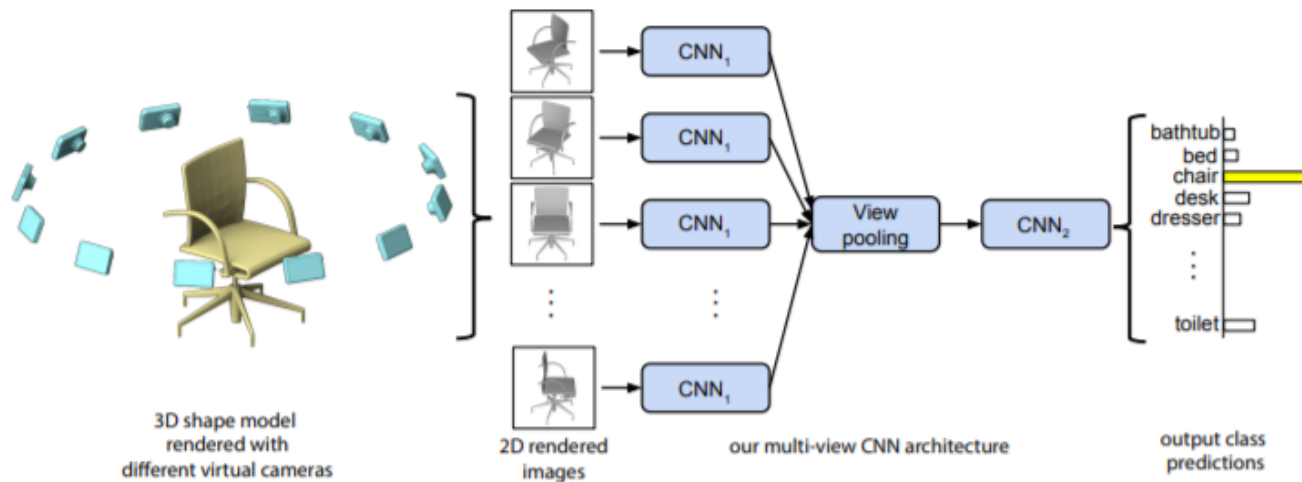 CNN₁
CNN₁
CNN₁
CNN₁
View
pooling
CNN₂
bathtub
bed
chair
desk
dresser
toilet
3D shape model
rendered with
different virtual cameras
2D rendered
images
our multi-view CNN architecture
output class
predictions